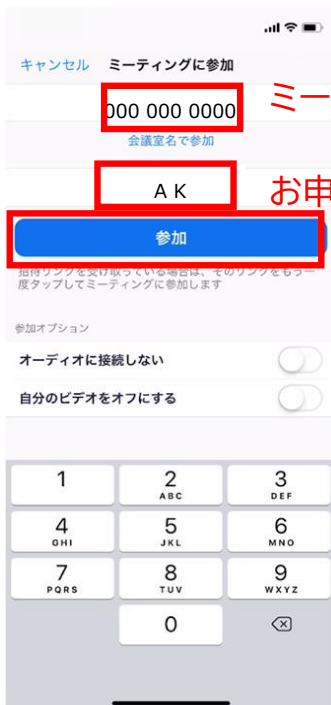 キャンセル ミーティングに参加
000 000 0000 ミー
会議室名で参加
A K お申
参加
招待リンクを受け取っている場合は、そのリンクをもう一
度タップしてミーティングに参加します
参加オプション
オーディオに接続しない
自分のビデオをオフにする
1 2 3
ABC DEF
4 5 6
GHI JKL MNO
7 8 9
PQRS TUV WXYZ
0